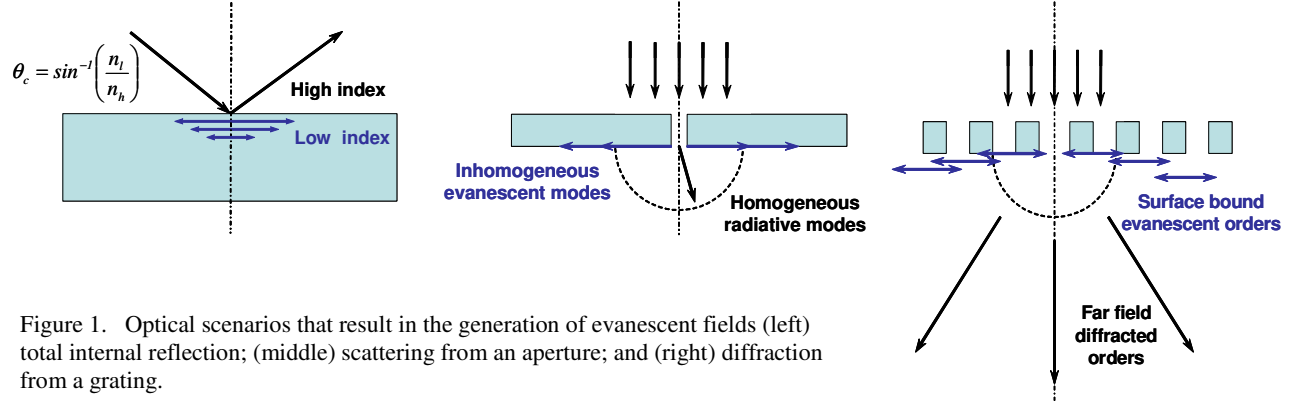 θc = sin⁻¹(nl/nh)
High index
Low index
Inhomogeneous
evanescent modes
Homogeneous
radiative modes
Surface bound
evanescent orders
Far field
diffracted
orders
Figure 1. Optical scenarios that result in the generation of evanescent fields (left)
total internal reflection; (middle) scattering from an aperture; and (right) diffraction
from a grating.